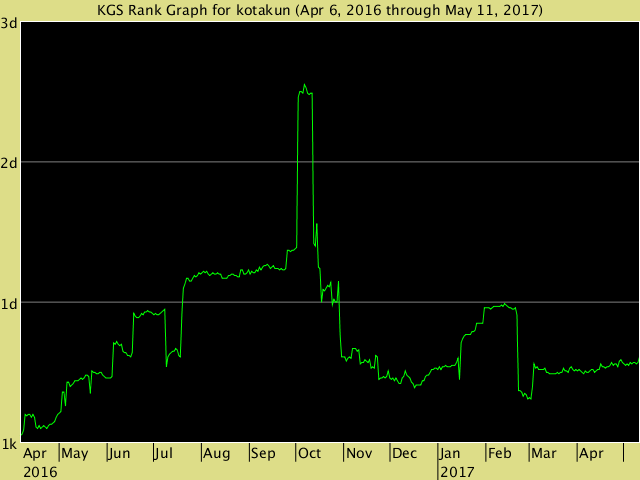 KGS Rank Graph for kotakun (Apr 6, 2016 through May 11, 2017)
3d
2d
1d
1k
Apr May Jun Jul Aug Sep Oct Nov Dec Jan Feb Mar Apr
2016 2017